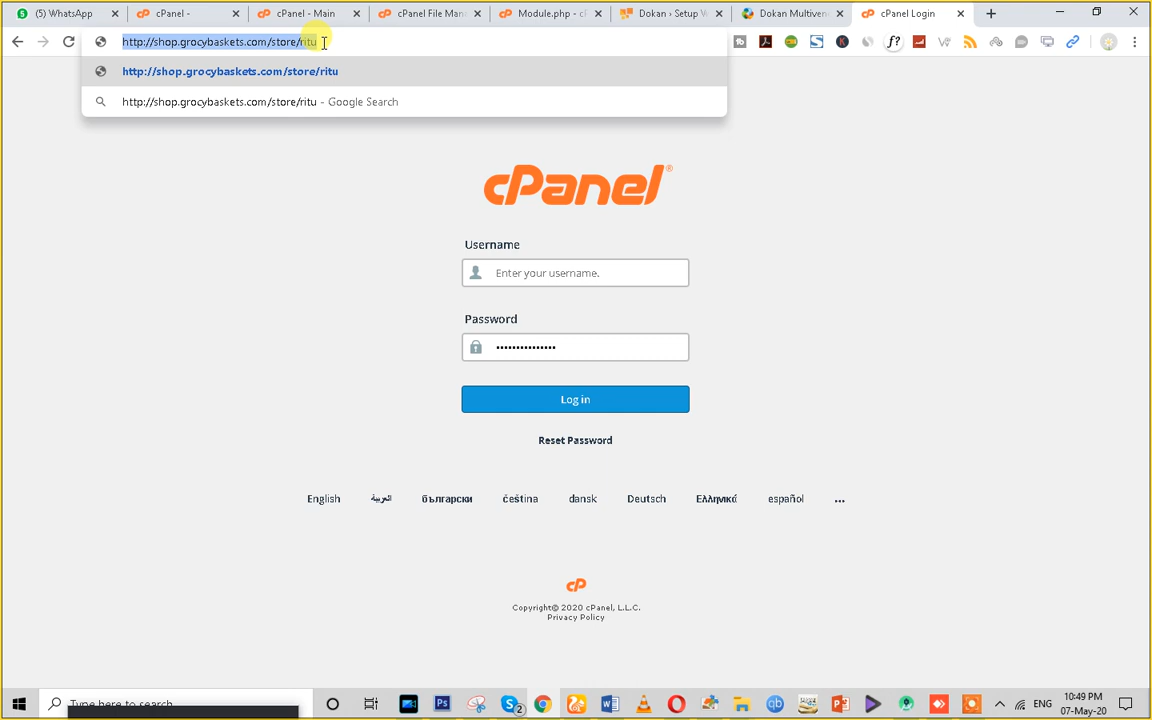 (5) WhatsApp
cPanel -
cPanel - Main
cPanel File Man
Module.php - cP
Dokan › Setup W
Dokan Multivend
cPanel Login
http://shop.grocybaskets.com/store/ritu
http://shop.grocybaskets.com/store/ritu
http://shop.grocybaskets.com/store/ritu - Google Search
cPanel®
Username
Enter your username.
Password
•••••••••••••••
Log in
Reset Password
English العربية български čeština dansk Deutsch Ελληνικά español ...
cP
Copyright© 2020 cPanel, L.L.C.
Privacy Policy
Type here to search
ENG
10:49 PM
07-May-20